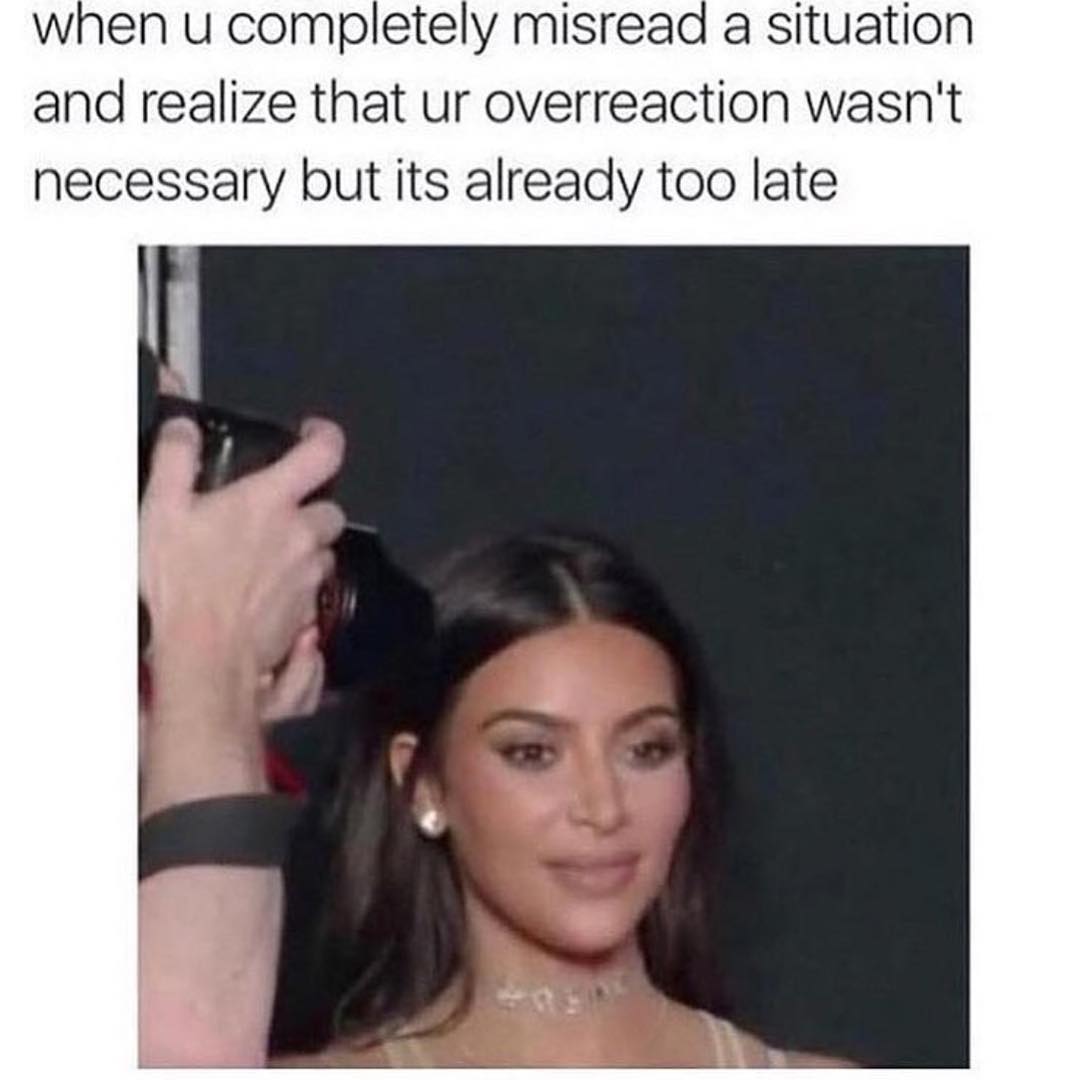 when u completely misread a situation
and realize that ur overreaction wasn't
necessary but its already too late